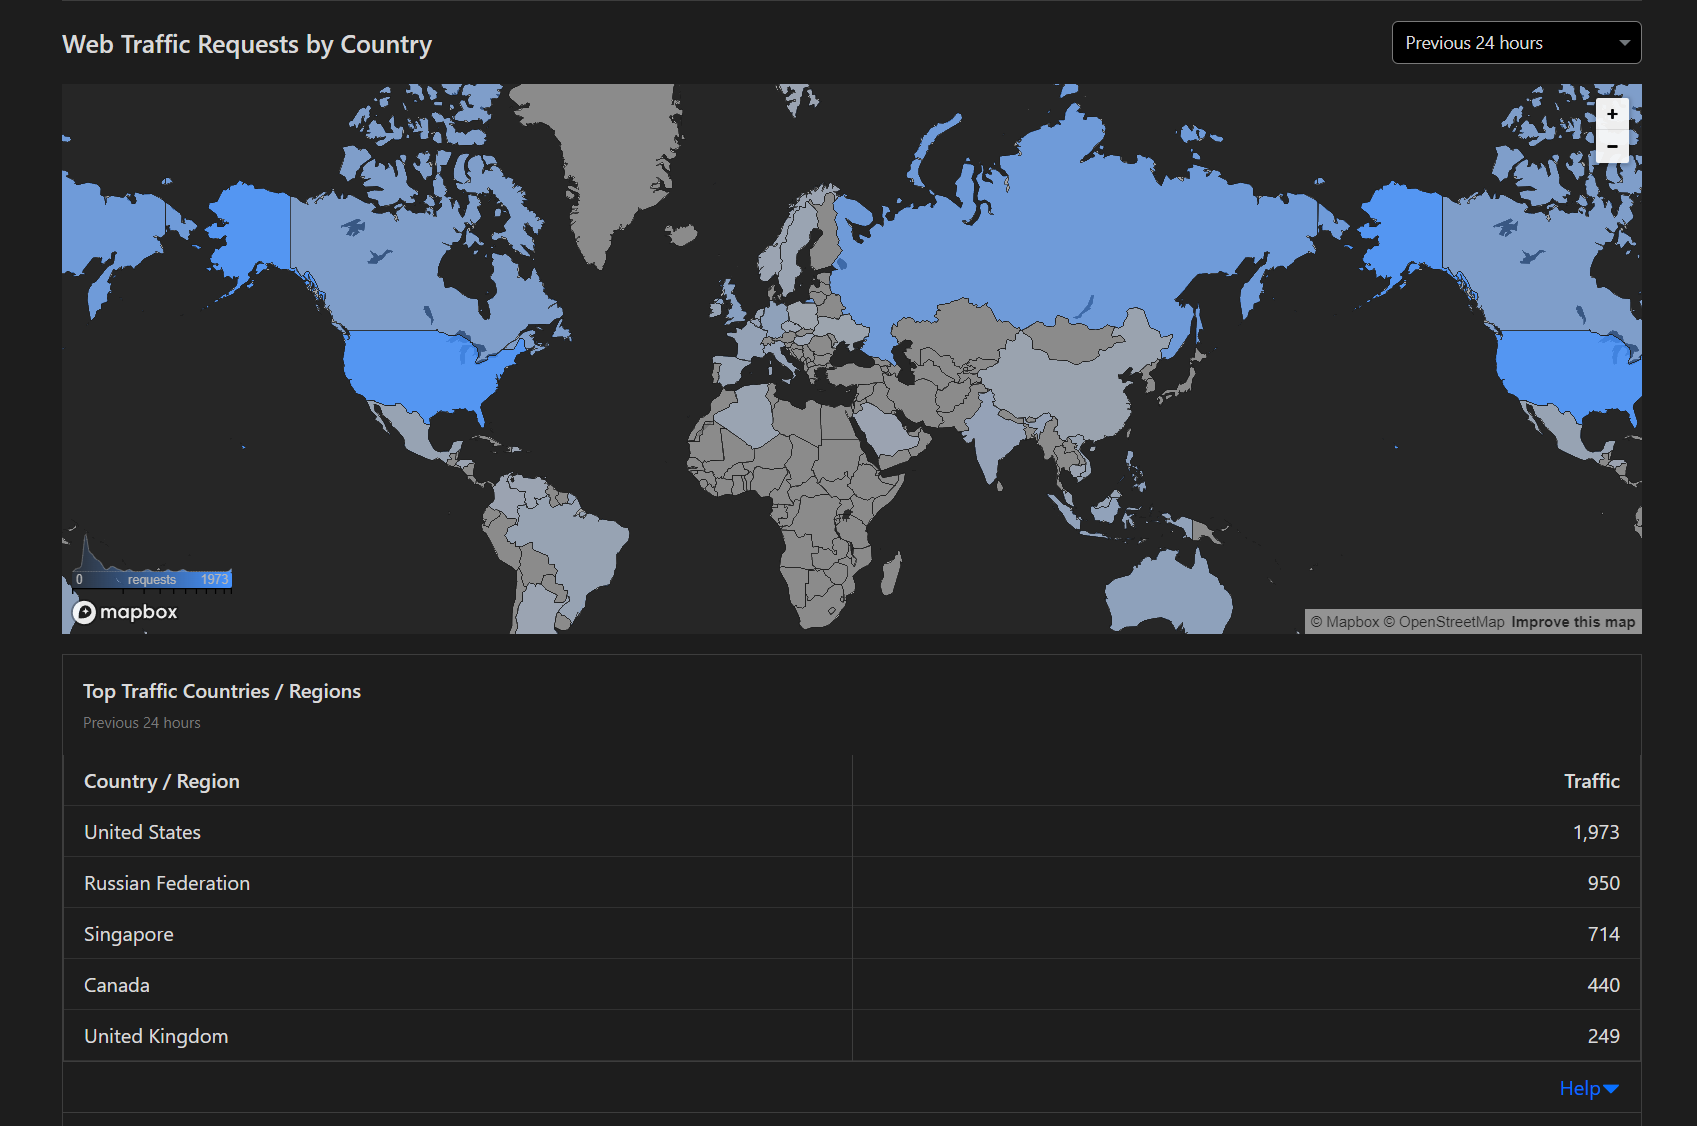 Web Traffic Requests by Country
Previous 24 hours
+
−
0 requests 1973
mapbox
© Mapbox © OpenStreetMap Improve this map
Top Traffic Countries / Regions
Previous 24 hours
Country / Region Traffic
United States 1,973
Russian Federation 950
Singapore 714
Canada 440
United Kingdom 249
Help